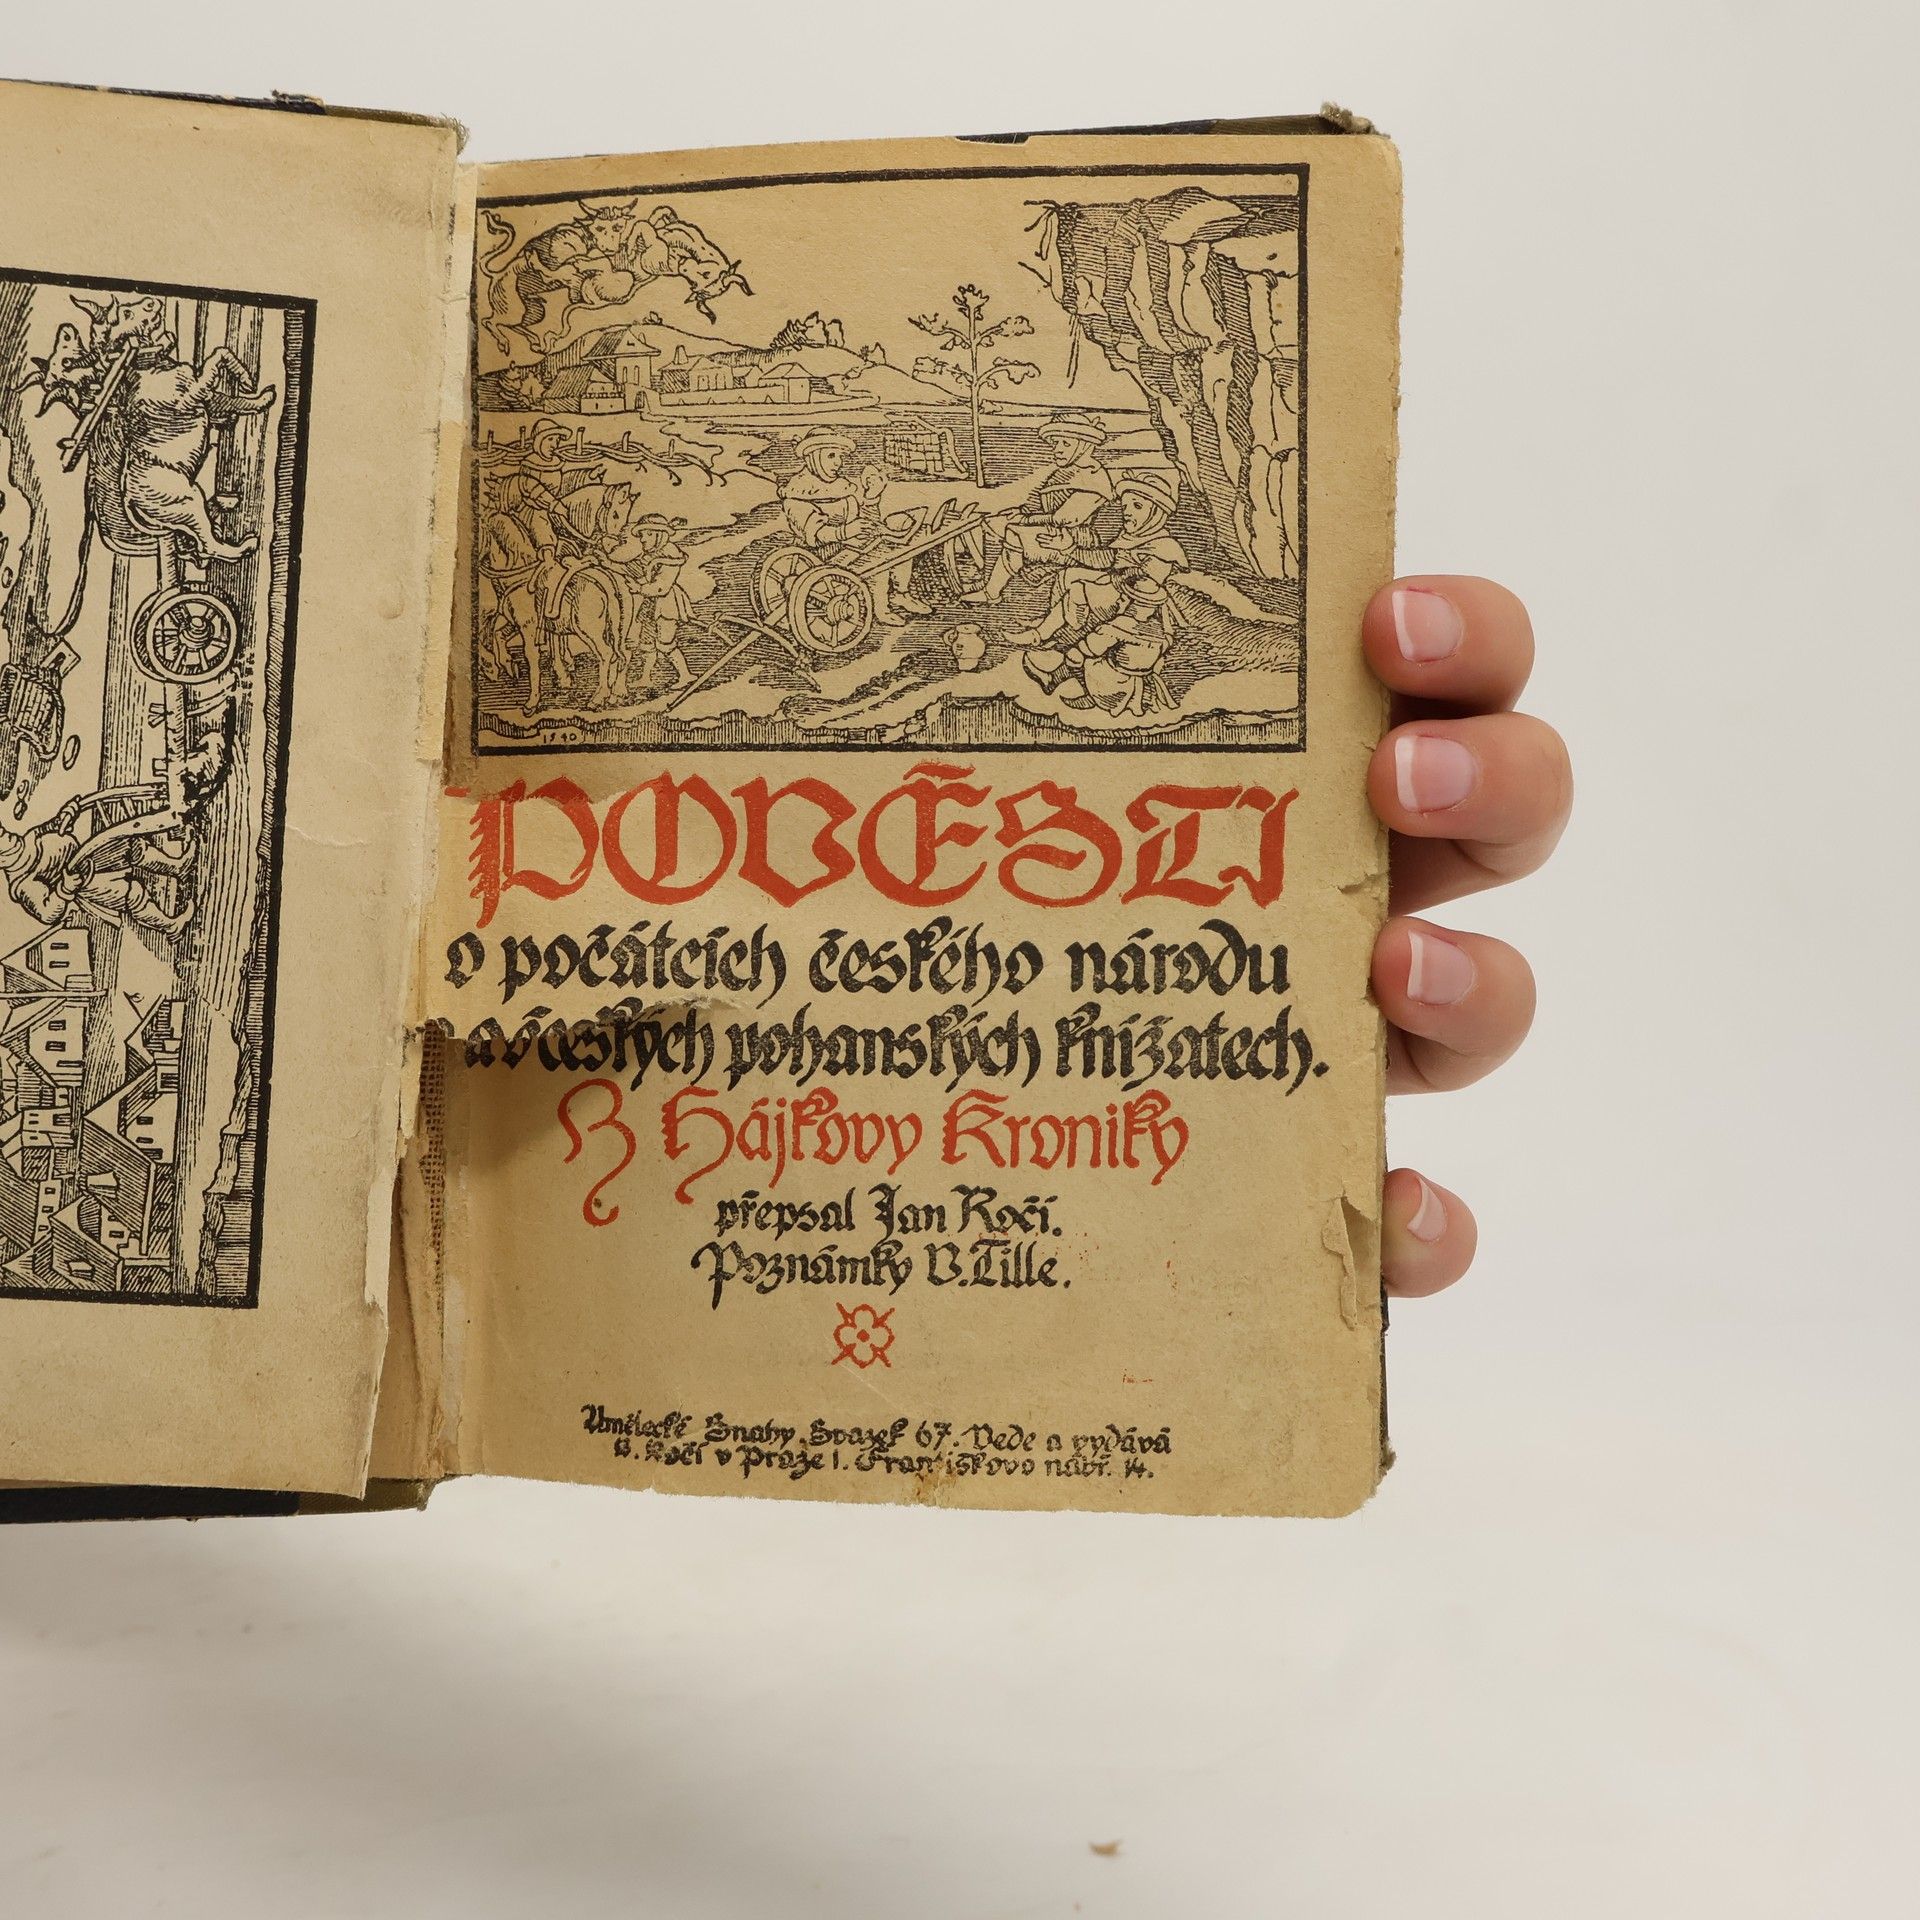 1540
POVĚSTI
o počátcích českého národu
a o českých pohanských knížatech.
Z Hájkovy Kroniky
přepsal Jan Kočí.
Poznámky V. Tille.
Umělecké Snahy. Svazek 67. Vede a vydává
B. Kočí v Praze I. Františkovo nábř. 14.